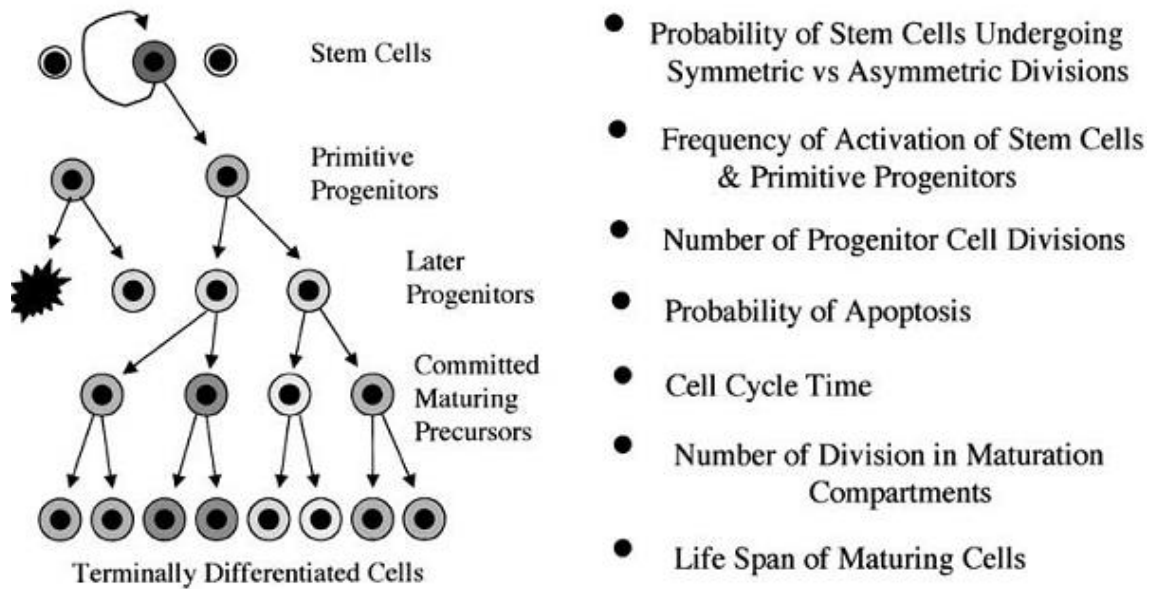 Stem Cells
Primitive
Progenitors
Later
Progenitors
Committed
Maturing
Precursors
Terminally Differentiated Cells
Probability of Stem Cells Undergoing
Symmetric vs Asymmetric Divisions
Frequency of Activation of Stem Cells
& Primitive Progenitors
Number of Progenitor Cell Divisions
Probability of Apoptosis
Cell Cycle Time
Number of Division in Maturation
Compartments
Life Span of Maturing Cells